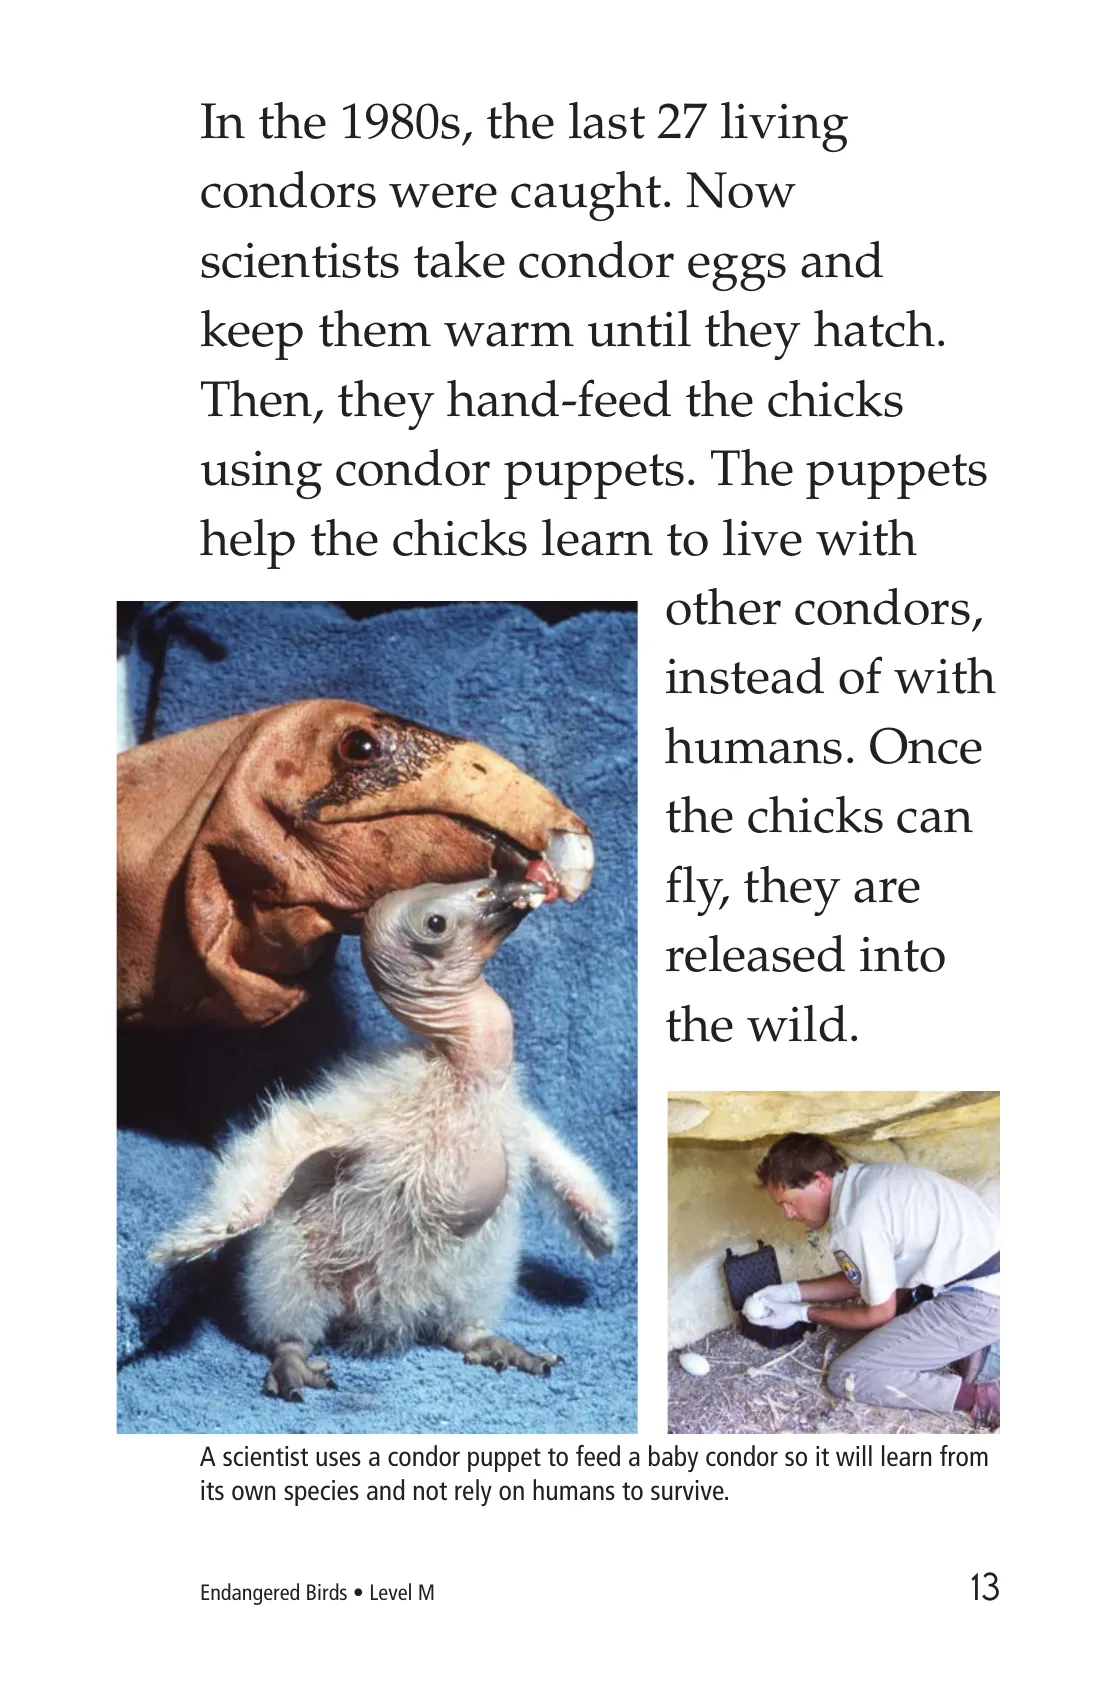 In the 1980s, the last 27 living
condors were caught. Now
scientists take condor eggs and
keep them warm until they hatch.
Then, they hand-feed the chicks
using condor puppets. The puppets
help the chicks learn to live with
other condors,
instead of with
humans. Once
the chicks can
fly, they are
released into
the wild.
A scientist uses a condor puppet to feed a baby condor so it will learn from
its own species and not rely on humans to survive.
Endangered Birds • Level M
13